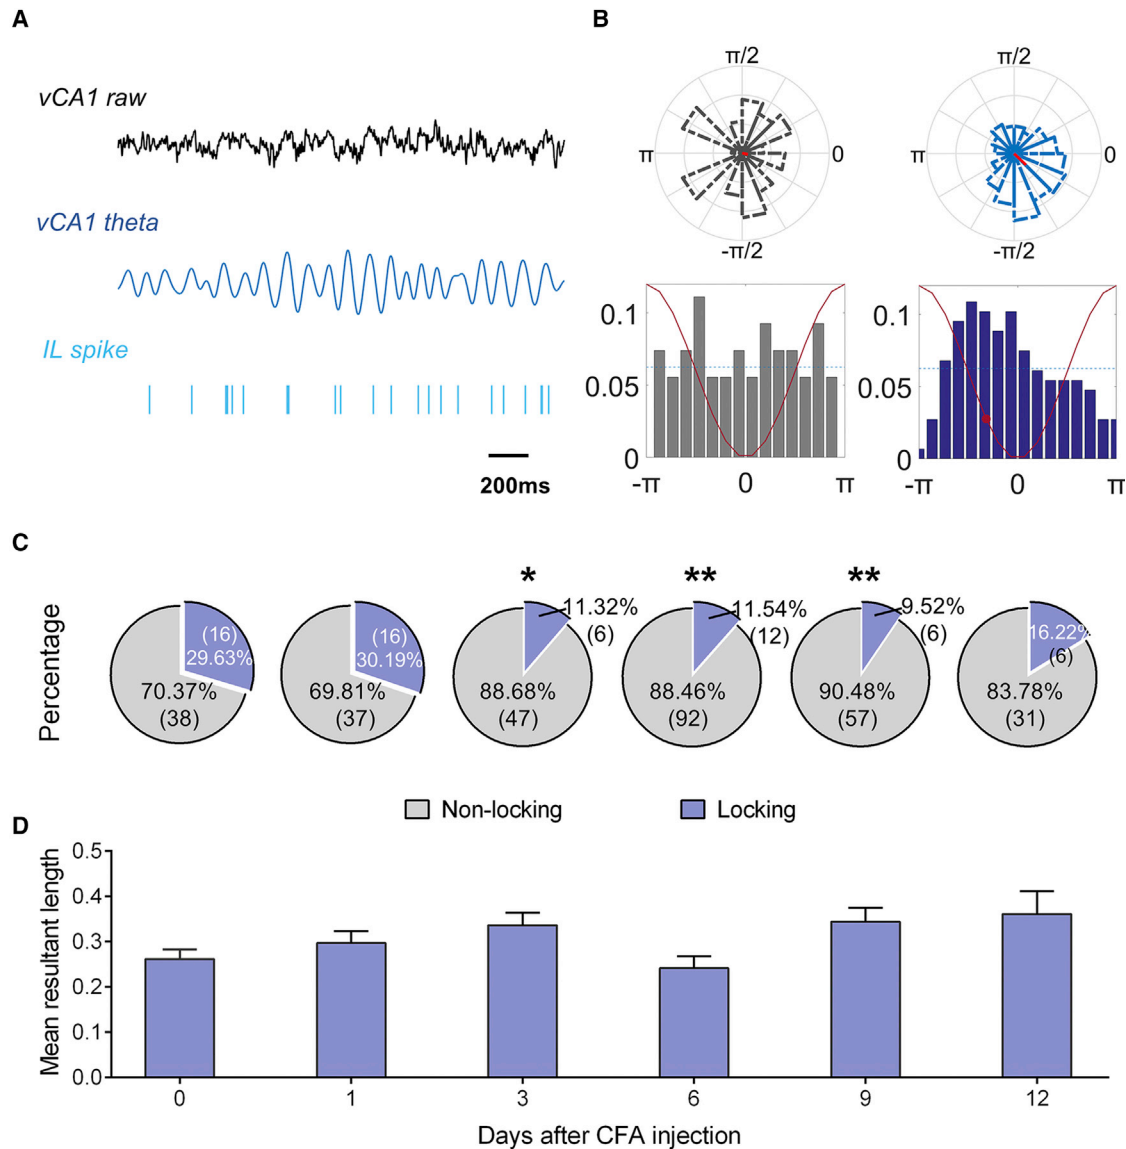 A
vCA1 raw
vCA1 theta
IL spike
200ms
B
π/2
π
0
-π/2
π/2
π
0
-π/2
0.1
0.05
0
-π
0
π
0.1
0.05
0
-π
0
π
C
Percentage
(16)
29.63%
70.37%
(38)
(16)
30.19%
69.81%
(37)
*
11.32%
(6)
88.68%
(47)
**
11.54%
(12)
88.46%
(92)
**
9.52%
(6)
90.48%
(57)
16.22%
(6)
83.78%
(31)
Non-locking
Locking
D
Mean resultant length
0.5
0.4
0.3
0.2
0.1
0.0
0
1
3
6
9
12
Days after CFA injection